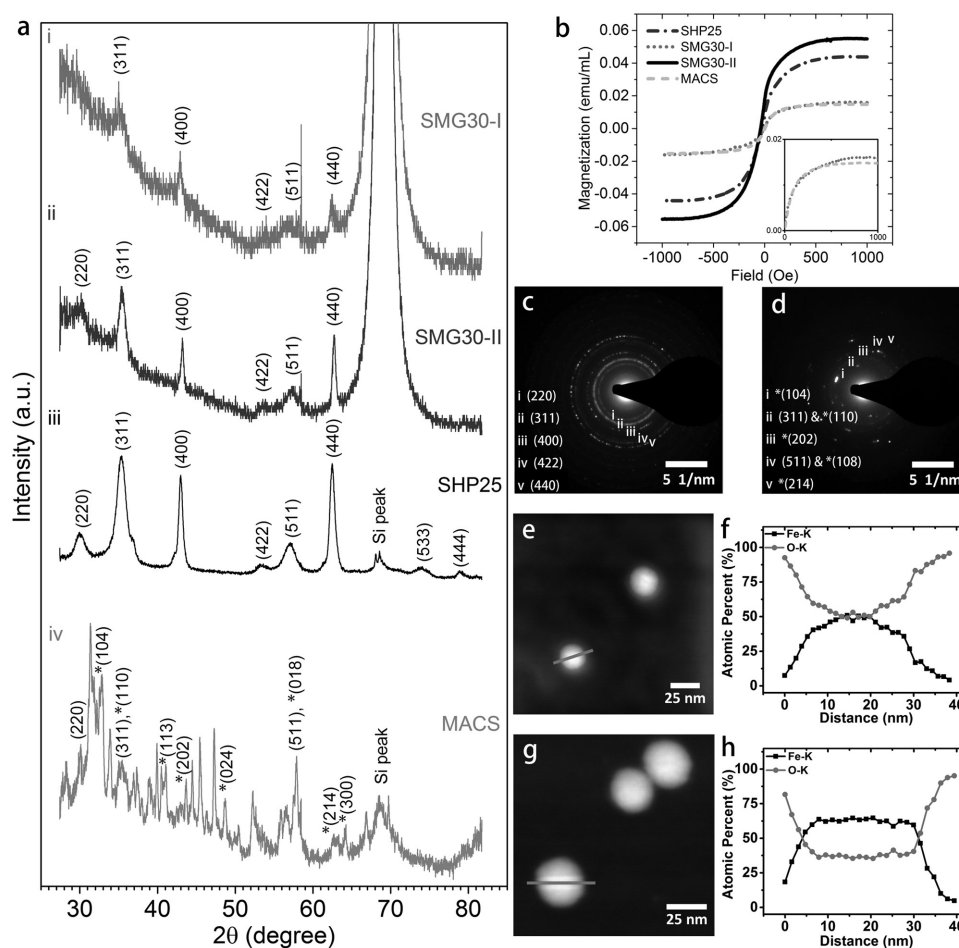 a
i
(311)
(400)
(422)
(511)
(440)
SMG30-I
ii
(220)
(311)
(400)
(422)
(511)
(440)
SMG30-II
iii
(220)
(311)
(400)
(422)
(511)
(440)
Si peak
(533)
(444)
SHP25
iv
(220)
*(104)
(311), *(110)
*(113)
*(202)
*(024)
(511), *(018)
*(214)
*(300)
Si peak
MACS
Intensity (a.u.)
30 40 50 60 70 80
2θ (degree)
b
SHP25
SMG30-I
SMG30-II
MACS
Magnetization (emu/mL)
0.06
0.04
0.02
0.00
-0.02
-0.04
-0.06
0.02
0.00
0 1000
-1000 -500 0 500 1000
Field (Oe)
c
i
ii
iii
iv
v
i (220)
ii (311)
iii (400)
iv (422)
v (440)
5 1/nm
d
i
ii
iii
iv
v
i *(104)
ii (311) & *(110)
iii *(202)
iv (511) & *(108)
v *(214)
5 1/nm
e
25 nm
f
Fe-K
O-K
Atomic Percent (%)
100
75
50
25
0
0 10 20 30 40
Distance (nm)
g
25 nm
h
Fe-K
O-K
Atomic Percent (%)
100
75
50
25
0
0 10 20 30 40
Distance (nm)